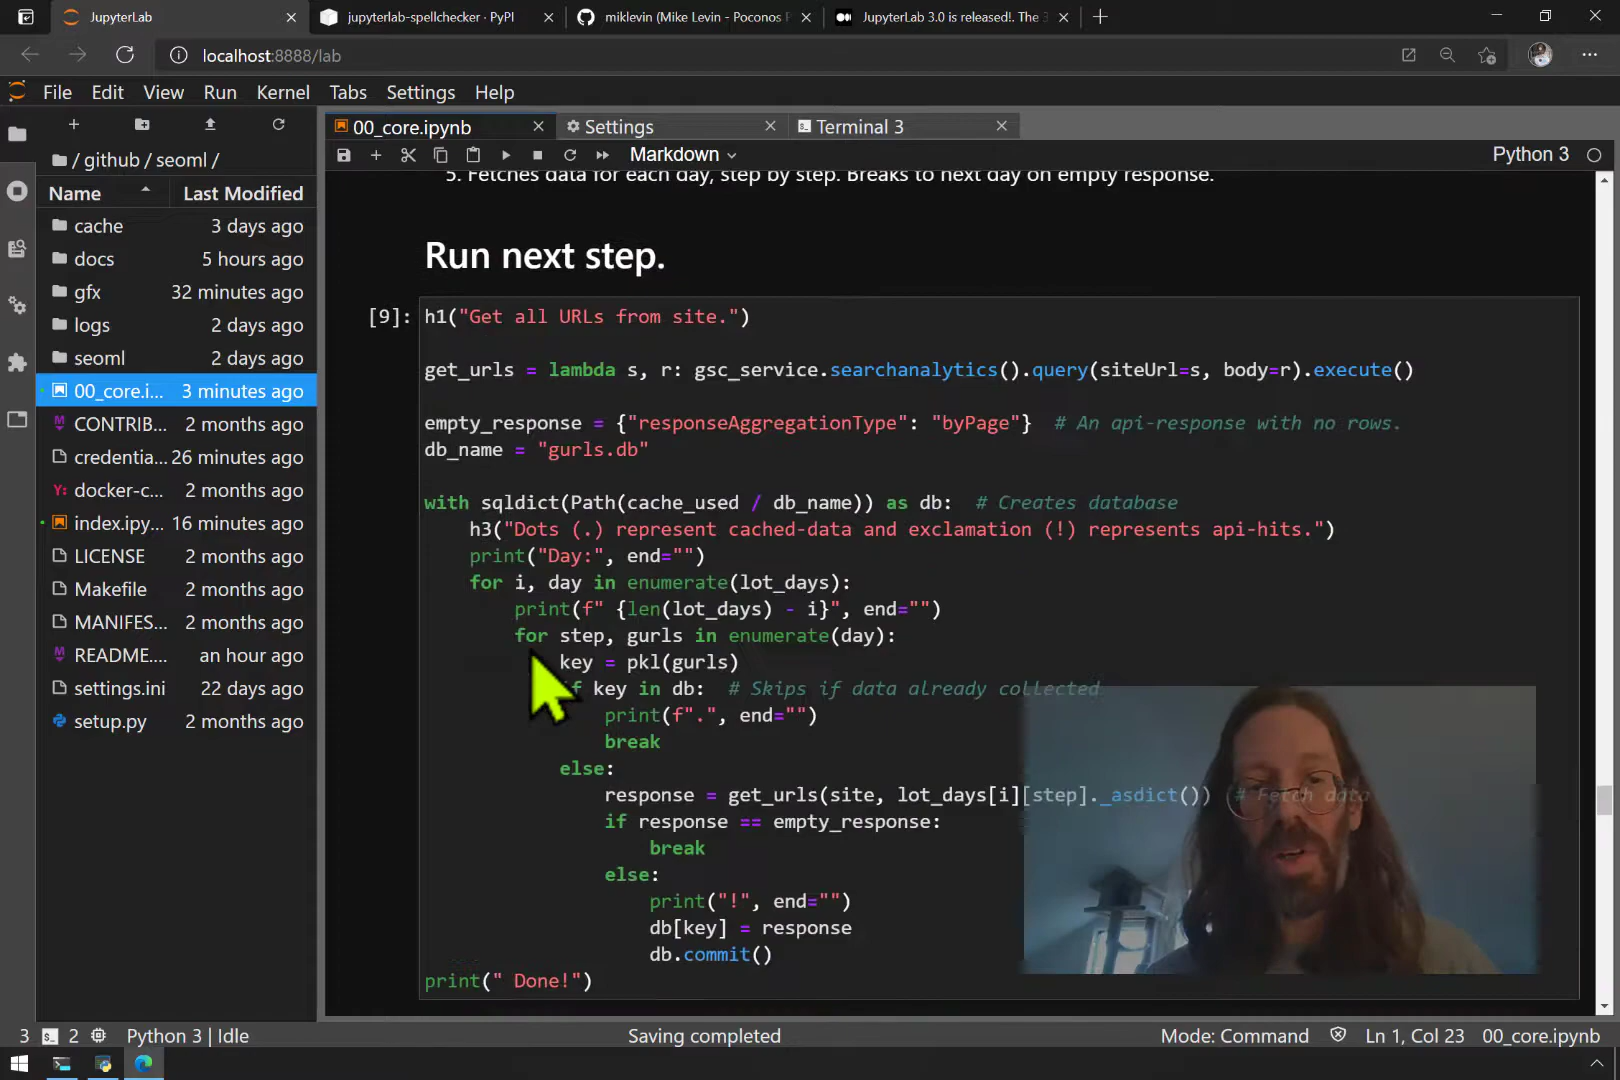 JupyterLab
jupyterlab-spellchecker · PyPI
miklevin (Mike Levin - Poconos P
JupyterLab 3.0 is released!. The 3
localhost:8888/lab
File Edit View Run Kernel Tabs Settings Help
/ github / seoml /
Name Last Modified
cache 3 days ago
docs 5 hours ago
gfx 32 minutes ago
logs 2 days ago
seoml 2 days ago
00_core.i... 3 minutes ago
CONTRIB... 2 months ago
credentia... 26 minutes ago
docker-c... 2 months ago
index.ipy... 16 minutes ago
LICENSE 2 months ago
Makefile 2 months ago
MANIFES... 2 months ago
README.... an hour ago
settings.ini 22 days ago
setup.py 2 months ago
00_core.ipynb
Settings
Terminal 3
Markdown
Python 3
5. Fetches data for each day, step by step. Breaks to next day on empty response.
Run next step.
[9]: h1("Get all URLs from site.")
get_urls = lambda s, r: gsc_service.searchanalytics().query(siteUrl=s, body=r).execute()
empty_response = {"responseAggregationType": "byPage"}  # An api-response with no rows.
db_name = "gurls.db"
with sqldict(Path(cache_used / db_name)) as db:  # Creates database
    h3("Dots (.) represent cached-data and exclamation (!) represents api-hits.")
    print("Day:", end="")
    for i, day in enumerate(lot_days):
        print(f" {len(lot_days) - i}", end="")
        for step, gurls in enumerate(day):
            key = pkl(gurls)
            if key in db:  # Skips if data already collected
                print(f".", end="")
                break
            else:
                response = get_urls(site, lot_days[i][step]._asdict())  # Fetch data
                if response == empty_response:
                    break
                else:
                    print("!", end="")
                    db[key] = response
                    db.commit()
print(" Done!")
3 2 Python 3 | Idle
Saving completed
Mode: Command
Ln 1, Col 23
00_core.ipynb